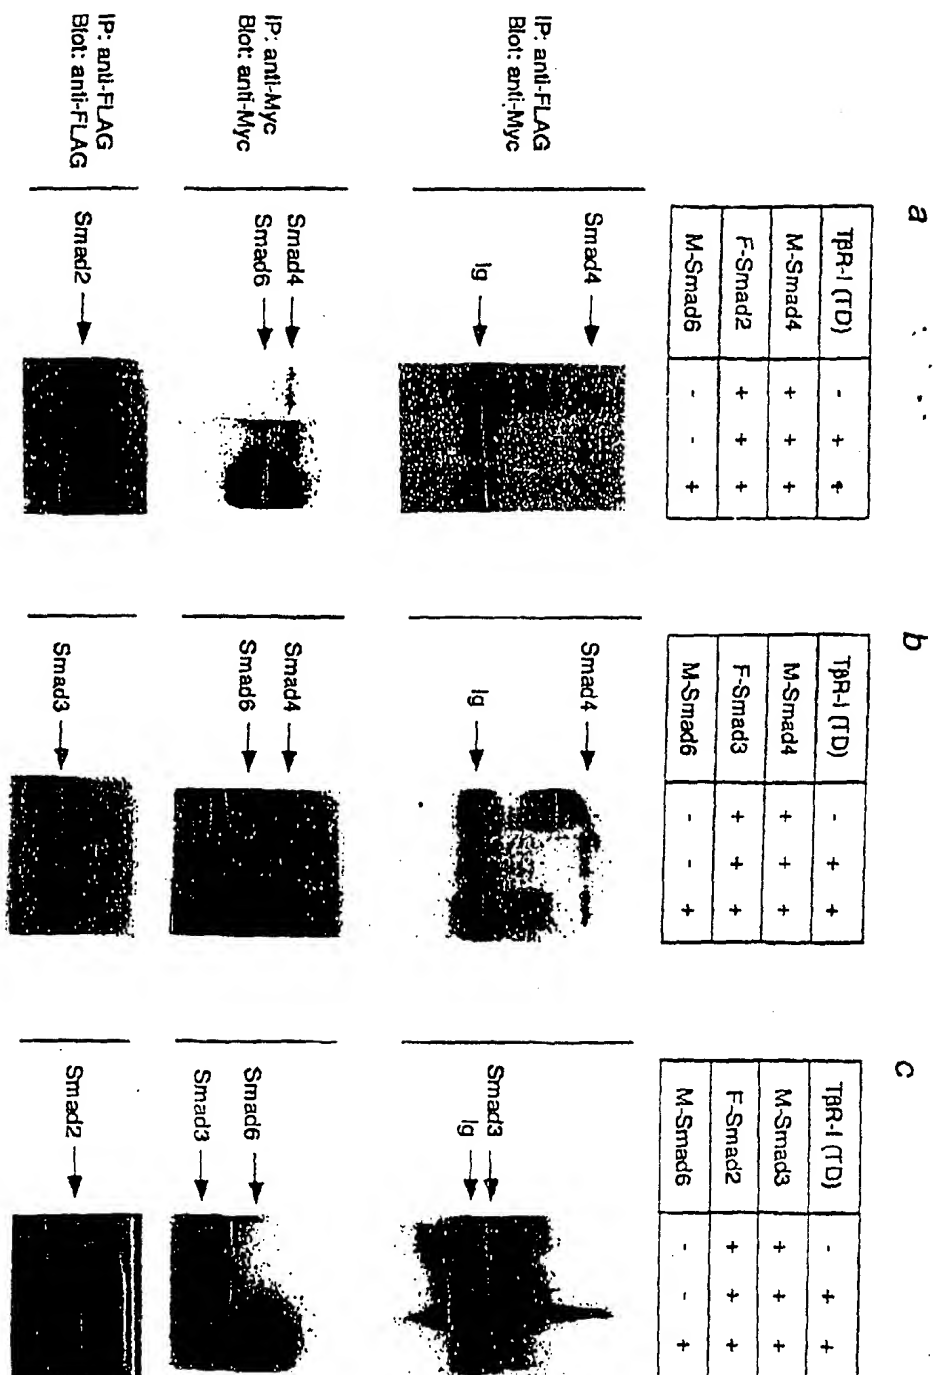 a
TβR-I (TD) - + +
M-Smad4 + + +
F-Smad2 + + +
M-Smad6 - - +
IP: anti-FLAG
Blot: anti-Myc
Smad4
Ig
IP: anti-Myc
Blot: anti-Myc
Smad4
Smad6
IP: anti-FLAG
Blot: anti-FLAG
Smad2
b
TβR-I (TD) - + +
M-Smad4 + + +
F-Smad3 + + +
M-Smad6 - - +
Smad4
Ig
Smad4
Smad6
Smad3
c
TβR-I (TD) - + +
M-Smad3 + + +
F-Smad2 + + +
M-Smad6 - - +
Smad3
Ig
Smad6
Smad3
Smad2